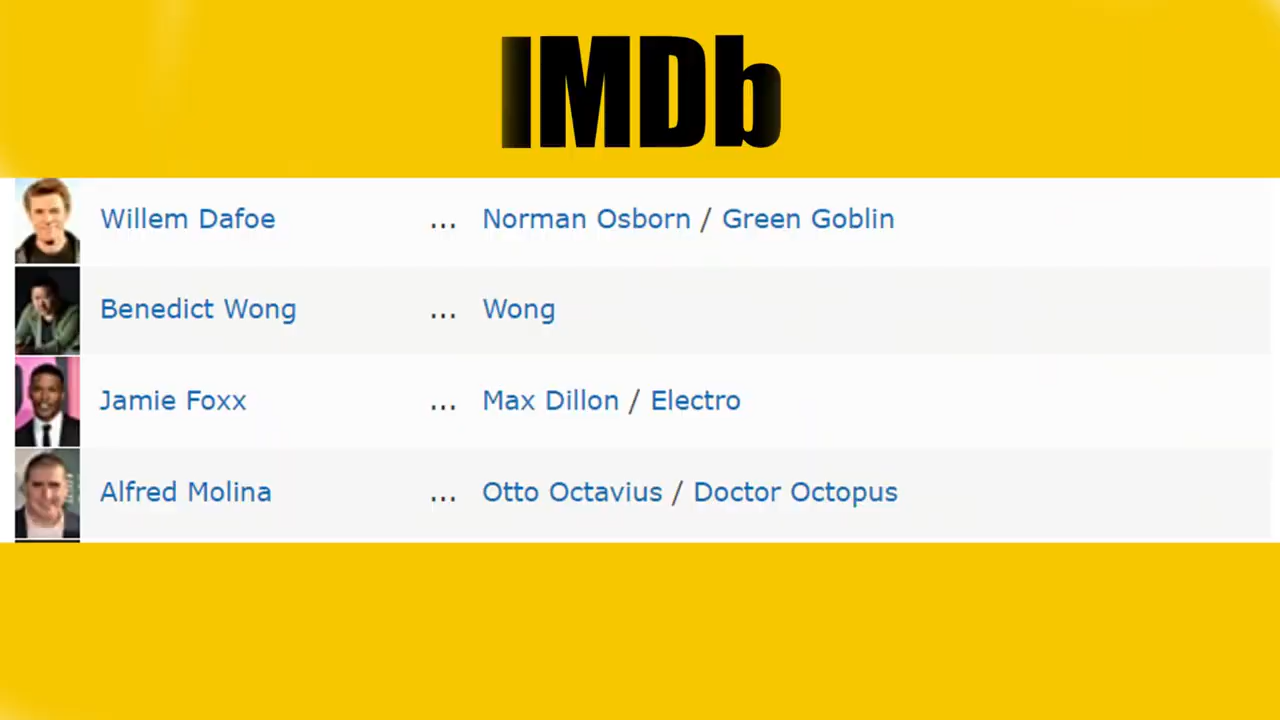 IMDb
Willem Dafoe ... Norman Osborn / Green Goblin
Benedict Wong ... Wong
Jamie Foxx ... Max Dillon / Electro
Alfred Molina ... Otto Octavius / Doctor Octopus